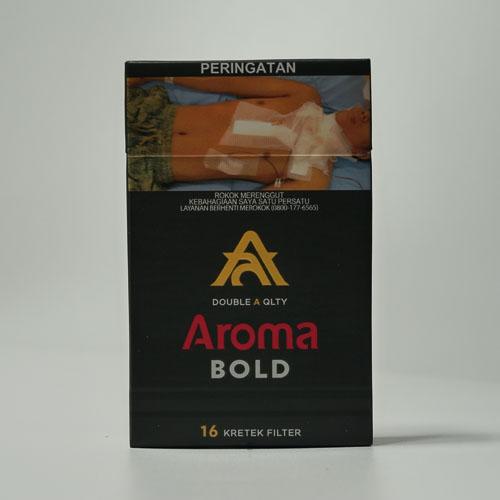 PERINGATAN
ROKOK MERENGGUT
KEBAHAGIAAN SAYA SATU PERSATU
LAYANAN BERHENTI MEROKOK (0800-177-6565)
DOUBLE A QLTY
Aroma
BOLD
16 KRETEK FILTER